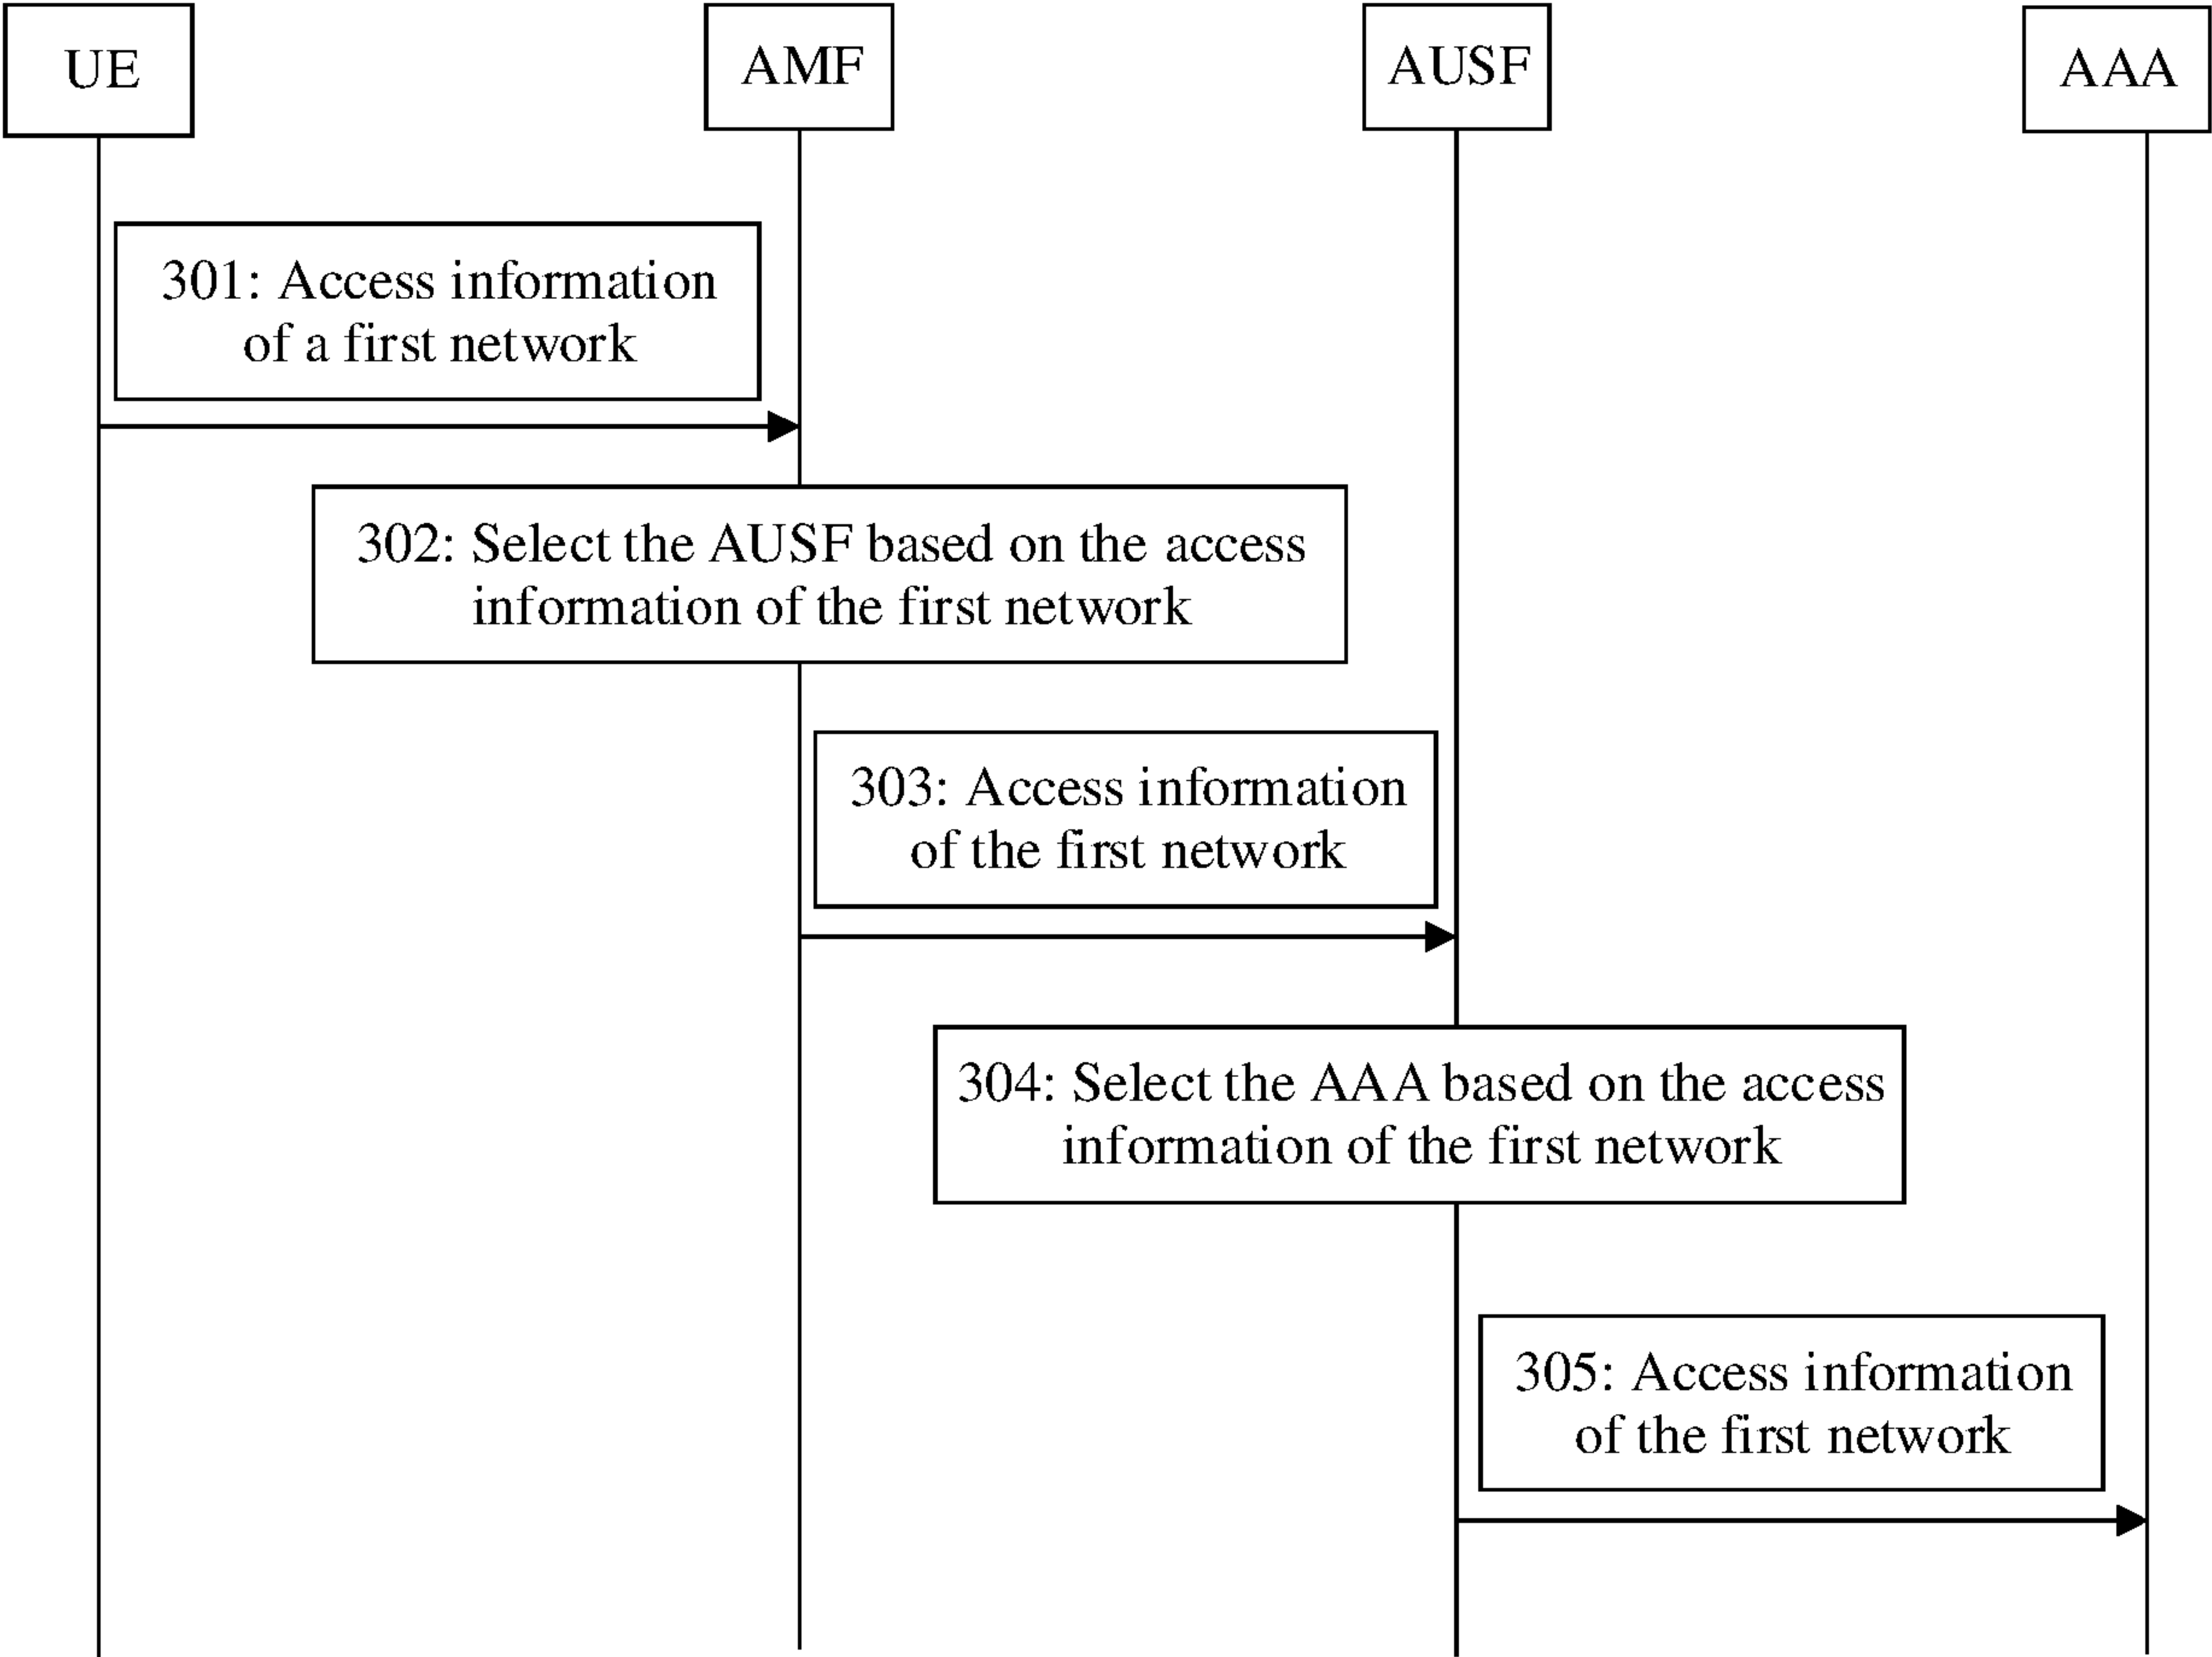 UE
AMF
AUSF
AAA
301: Access information
of a first network
302: Select the AUSF based on the access
information of the first network
303: Access information
of the first network
304: Select the AAA based on the access
information of the first network
305: Access information
of the first network